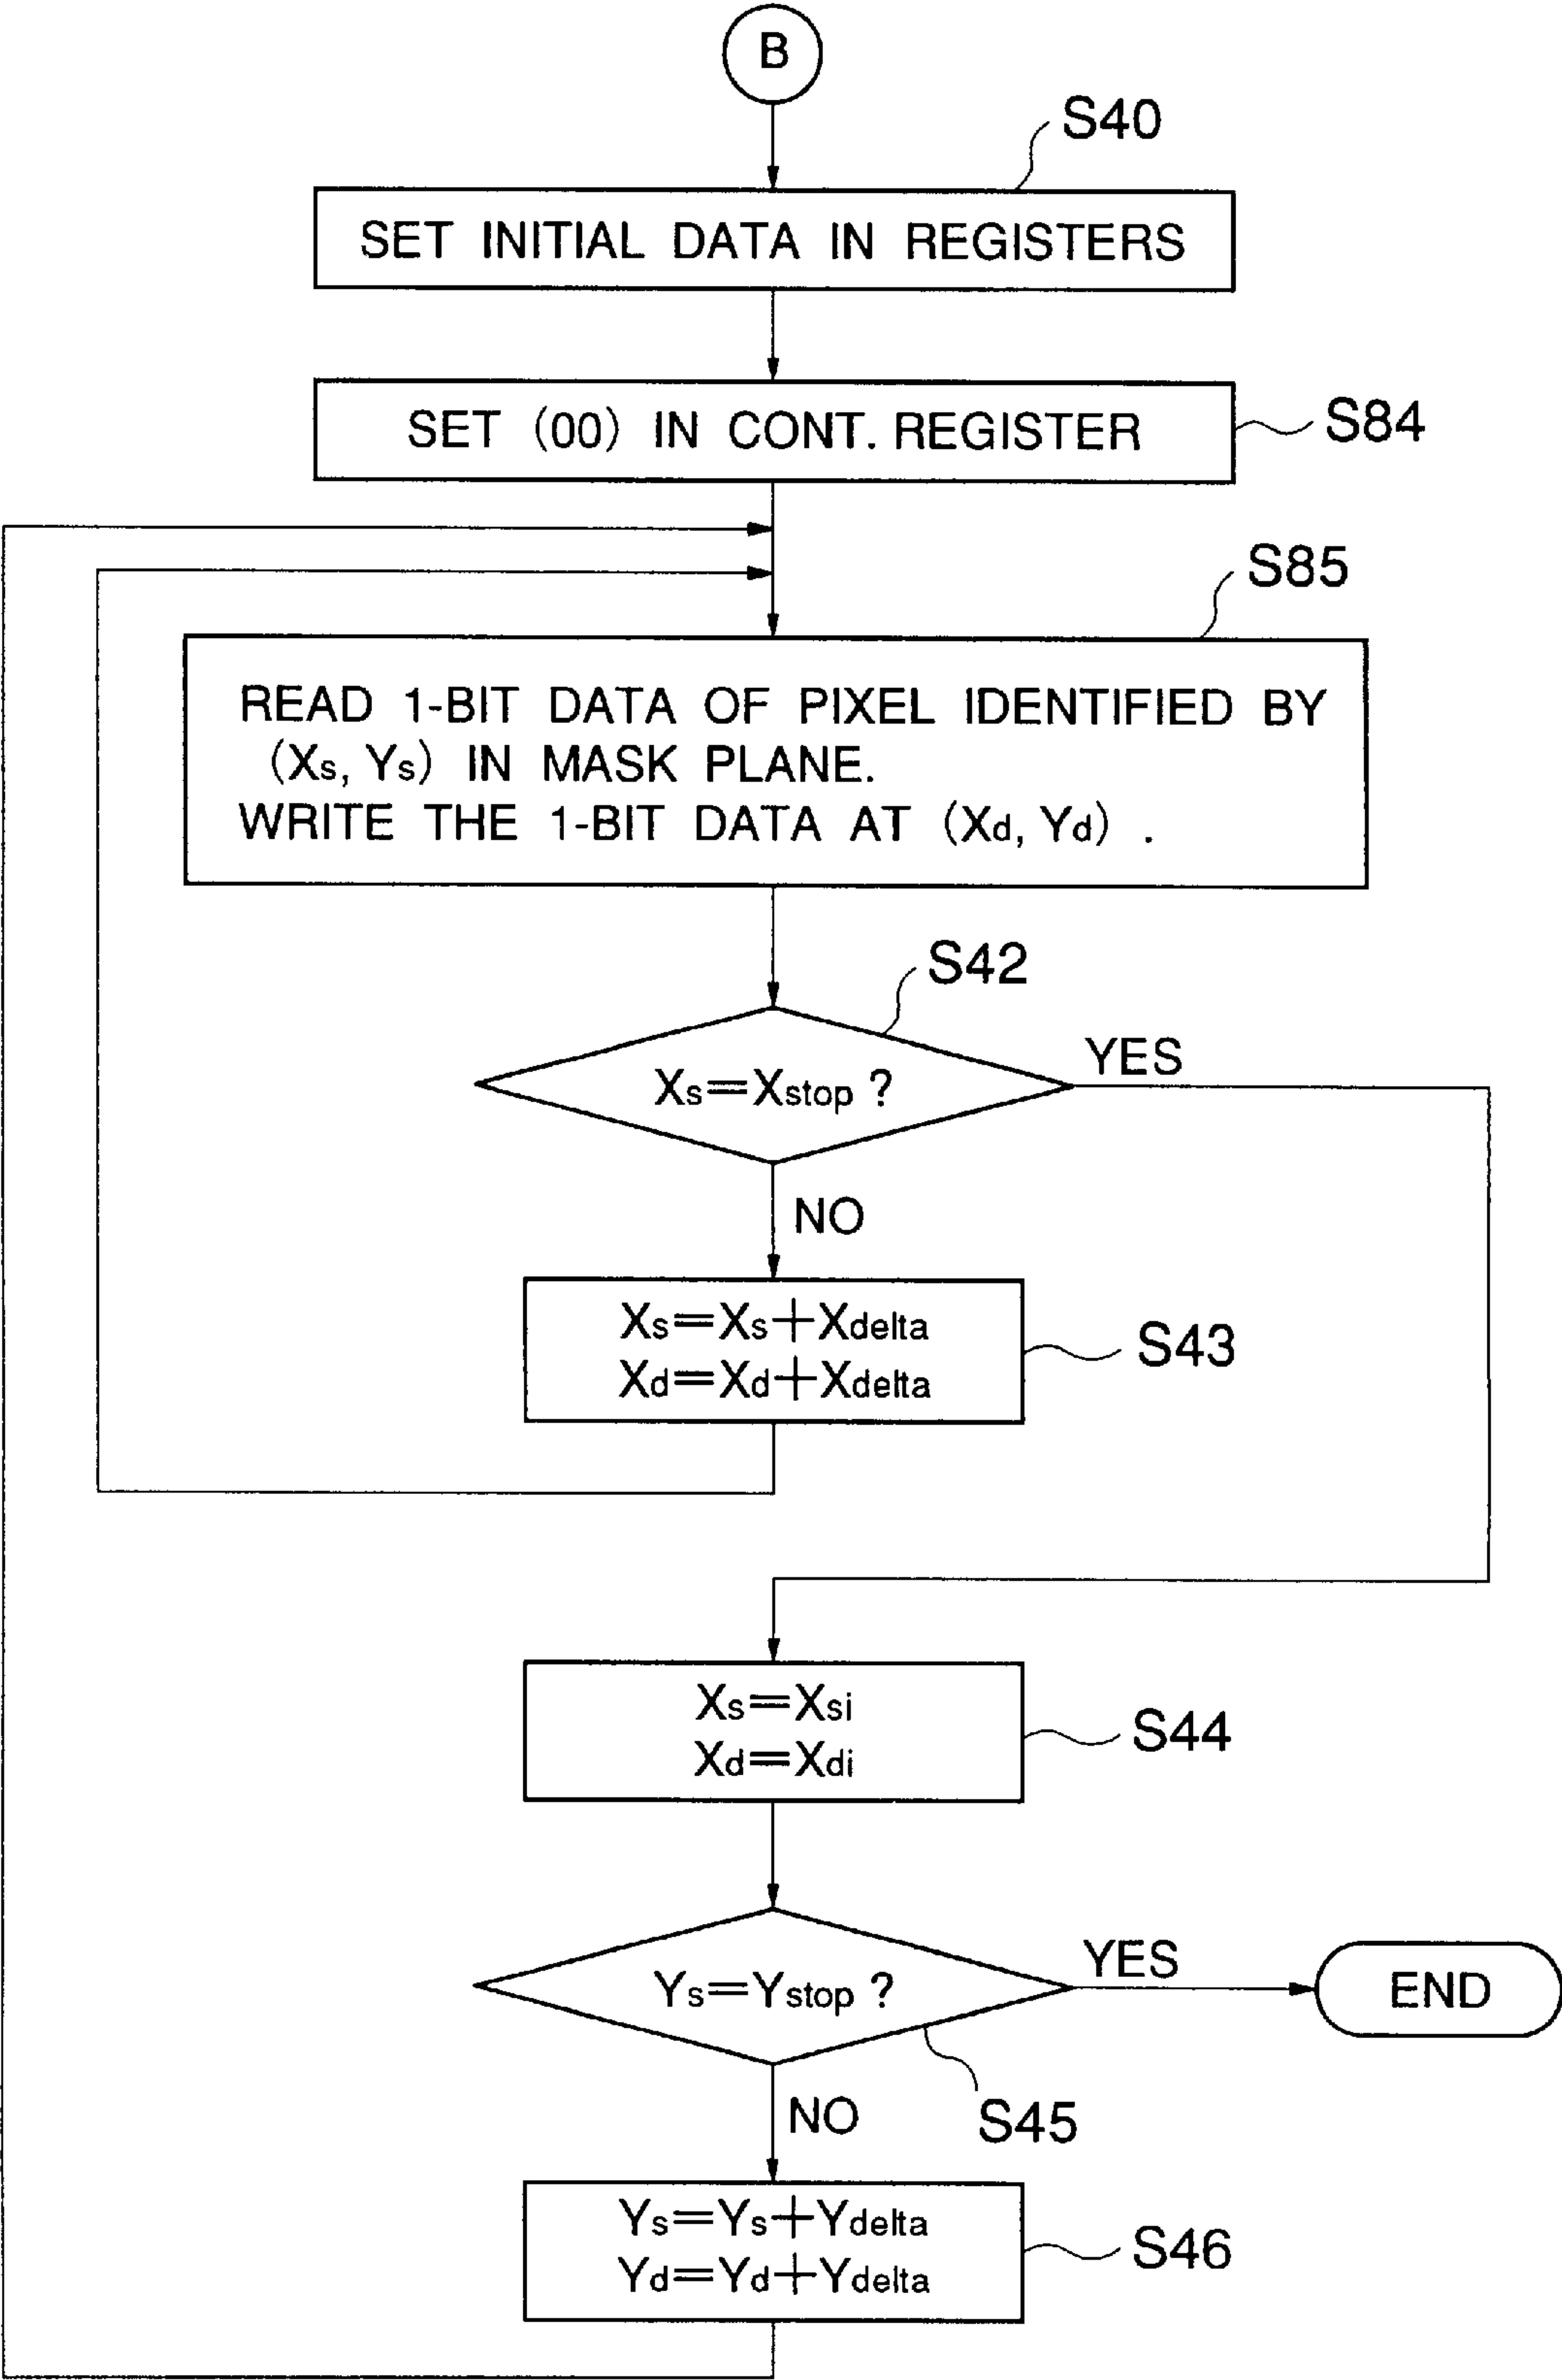 B
S40
SET INITIAL DATA IN REGISTERS
SET (00) IN CONT. REGISTER
S84
S85
READ 1-BIT DATA OF PIXEL IDENTIFIED BY
(Xs, Ys) IN MASK PLANE.
WRITE THE 1-BIT DATA AT (Xd, Yd) .
S42
YES
Xs=Xstop ?
NO
Xs=Xs+Xdelta
Xd=Xd+Xdelta
S43
Xs=Xsi
Xd=Xdi
S44
YES
Ys=Ystop ?
END
S45
NO
Ys=Ys+Ydelta
Yd=Yd+Ydelta
S46